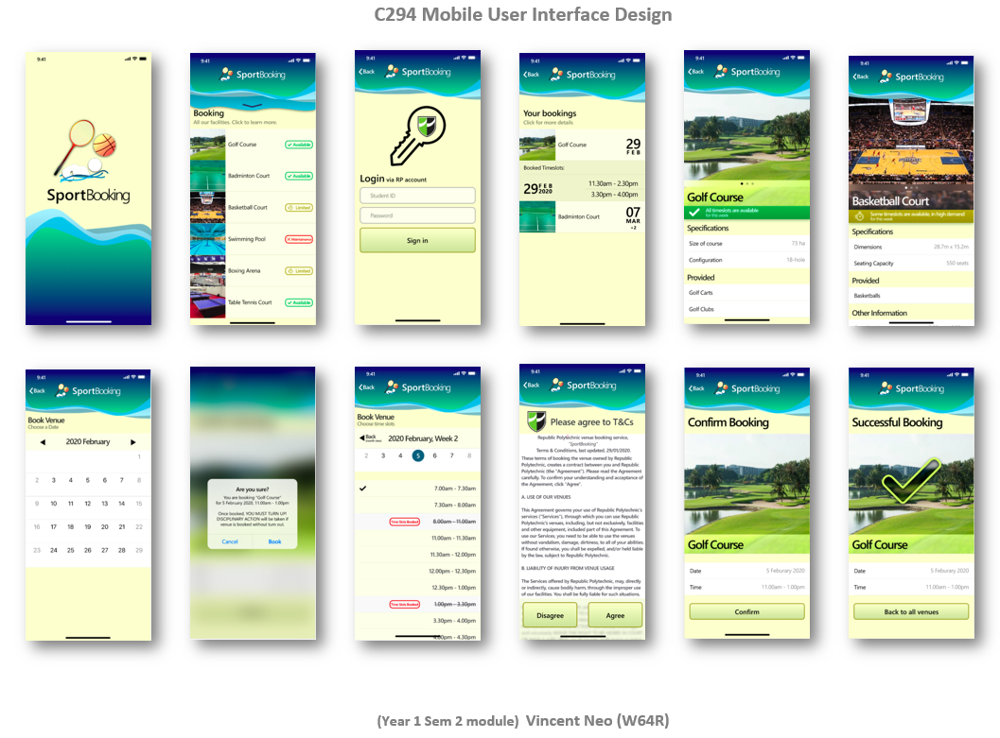 C294 Mobile User Interface Design
9:41
SportBooking
9:41
SportBooking
Booking
All our facilities. Click to learn more.
Golf Course
Available
Badminton Court
Available
Basketball Court
Limited
Swimming Pool
Maintenance
Boxing Arena
Limited
Table Tennis Court
Available
9:41
Back
SportBooking
Login via RP account
Student ID
Password
Sign in
9:41
Back
SportBooking
Your bookings
Click for more details
Golf Course
29
FEB
Booked Timeslots:
29 FEB 2020
11.30am - 2.30pm
3.30pm - 4.00pm
Badminton Court
07
MAR
+2
9:41
Back
SportBooking
Golf Course
All timeslots are available
for this week
Specifications
Size of course 73 ha
Configuration 18-hole
Provided
Golf Carts
Golf Clubs
9:41
Back
SportBooking
Basketball Court
Some timeslots are available, in high demand
for this week
Specifications
Dimensions 28.7m x 15.2m
Seating Capacity 550 seats
Provided
Basketballs
Other Information
9:41
Back
SportBooking
Book Venue
Choose a Date
2020 February
1
2 3 4 5 6 7 8
9 10 11 12 13 14 15
16 17 18 19 20 21 22
23 24 25 26 27 28 29
Are you sure?
You are booking "Golf Course"
for 5 February 2020, 11.00am - 1.00pm
Once booked, YOU MUST TURN UP!
DISCIPLINARY ACTION will be taken if
venue is booked without turn out.
Cancel Book
9:41
Back
SportBooking
Book Venue
Choose time slots
Back
2020 February, Week 2
2 3 4 5 6 7 8
7.00am - 7.30am
7.30am - 8.00am
Time Slots Booked
8.00am - 11.00am
11.00am - 11.30am
11.30am - 12.00pm
12.00pm - 12.30pm
12.30pm - 1.00pm
Time Slots Booked
1.00pm - 3.30pm
3.30pm - 4.00pm
4.00pm - 4.30pm
9:41
Back
SportBooking
Please agree to T&Cs
Republic Polytechnic venue booking service,
"SportBooking"
Terms & Conditions, last updated, 29/01/2020.
These terms of booking the venue owned by Republic
Polytechnic, creates a contract between you and Republic
Polytechnic (the "Agreement"). Please read the Agreement
carefully. To confirm your understanding and acceptance of
the Agreement, click "Agree".
A. USE OF OUR VENUES
This Agreement governs your use of Republic Polytechnic's
services ("Services"), through which you can use Republic
Polytechnic's venues, including, but not exclusively, facilities
and other equipment, included part of this Agreement. To
use our Services, you need to be able to use the venues
without vandalism, damage, dirtiness, to all of your abilities.
If found otherwise, you shall be expelled, and/or held liable
by the law, subject to Republic Polytechnic.
B. LIABILITY OF INJURY FROM VENUE USAGE
The Services offered by Republic Polytechnic, may, directly
or indirectly, cause bodily harm, through the improper use
of our facilities. You shall be fully liable for such situations.
Disagree Agree
9:41
Back
SportBooking
Confirm Booking
Golf Course
Date 5 Feburary 2020
Time 11.00am - 1.00pm
Confirm
9:41
Back
SportBooking
Successful Booking
Golf Course
Date 5 Feburary 2020
Time 11.00am - 1.00pm
Back to all venues
(Year 1 Sem 2 module) Vincent Neo (W64R)